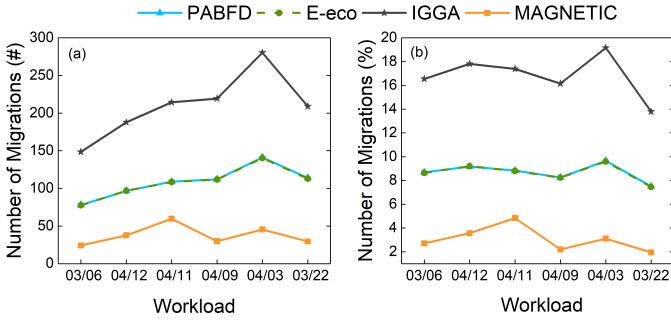 PABFD E-eco IGGA MAGNETIC
(a)
Number of Migrations (#)
300
250
200
150
100
50
0
03/06 04/12 04/11 04/09 04/03 03/22
Workload
(b)
Number of Migrations (%)
20
18
16
14
12
10
8
6
4
2
03/06 04/12 04/11 04/09 04/03 03/22
Workload